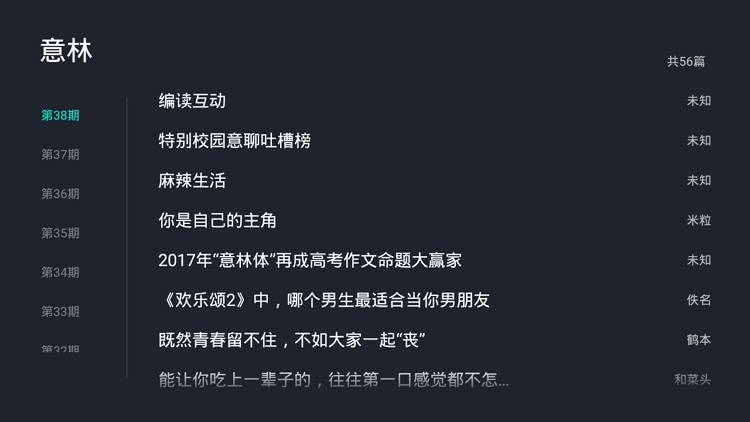 意林
共56篇
第38期
第37期
第36期
第35期
第34期
第33期
第32期
编读互动 未知
特别校园意聊吐槽榜 未知
麻辣生活 未知
你是自己的主角 米粒
2017年“意林体”再成高考作文命题大赢家 未知
《欢乐颂2》中，哪个男生最适合当你男朋友 佚名
既然青春留不住，不如大家一起“丧” 鹤本
能让你吃上一辈子的，往往第一口感觉都不怎... 和菜头